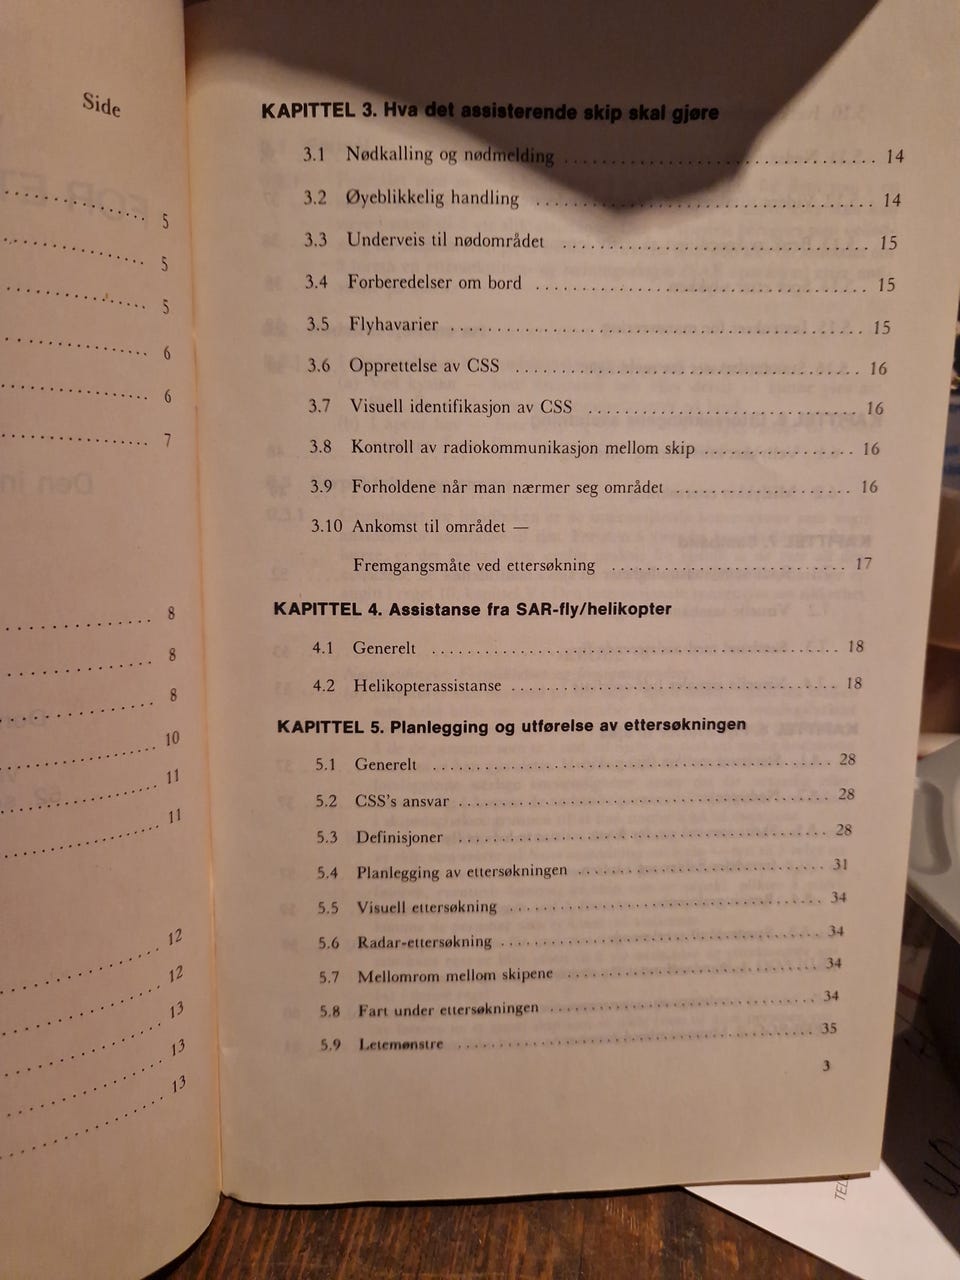 Side
5
5
5
6
6
7
8
8
8
10
11
11
12
12
13
13
13
KAPITTEL 3. Hva det assisterende skip skal gjøre
3.1 Nødkalling og nødmelding 14
3.2 Øyeblikkelig handling 14
3.3 Underveis til nødområdet 15
3.4 Forberedelser om bord 15
3.5 Flyhavarier 15
3.6 Opprettelse av CSS 16
3.7 Visuell identifikasjon av CSS 16
3.8 Kontroll av radiokommunikasjon mellom skip 16
3.9 Forholdene når man nærmer seg området 16
3.10 Ankomst til området —
Fremgangsmåte ved ettersøkning 17
KAPITTEL 4. Assistanse fra SAR-fly/helikopter
4.1 Generelt 18
4.2 Helikopterassistanse 18
KAPITTEL 5. Planlegging og utførelse av ettersøkningen
5.1 Generelt 28
5.2 CSS's ansvar 28
5.3 Definisjoner 28
5.4 Planlegging av ettersøkningen 31
5.5 Visuell ettersøkning 34
5.6 Radar-ettersøkning 34
5.7 Mellomrom mellom skipene 34
5.8 Fart under ettersøkningen 34
5.9 Letemønstre 35
3